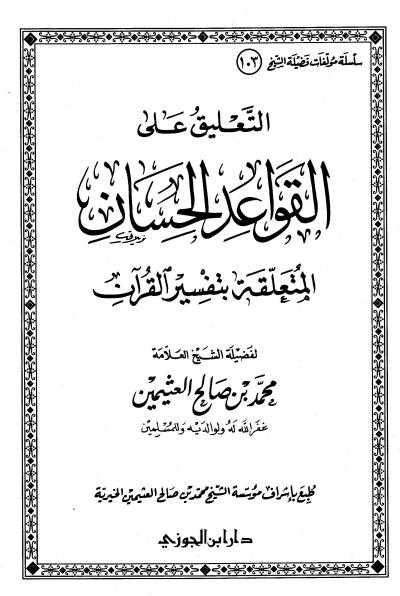 سلسلة مؤلفات فضيلة الشيخ (١٠٣)
التعليق على
القواعد الحسان
المتعلقة بتفسير القرآن
لفضيلة الشيخ العلامة
محمد بن صالح العثيمين
غفر الله له ولوالديه وللمسلمين
طبع بإشراف مؤسسة الشيخ محمد بن صالح العثيمين الخيرية
دار ابن الجوزي